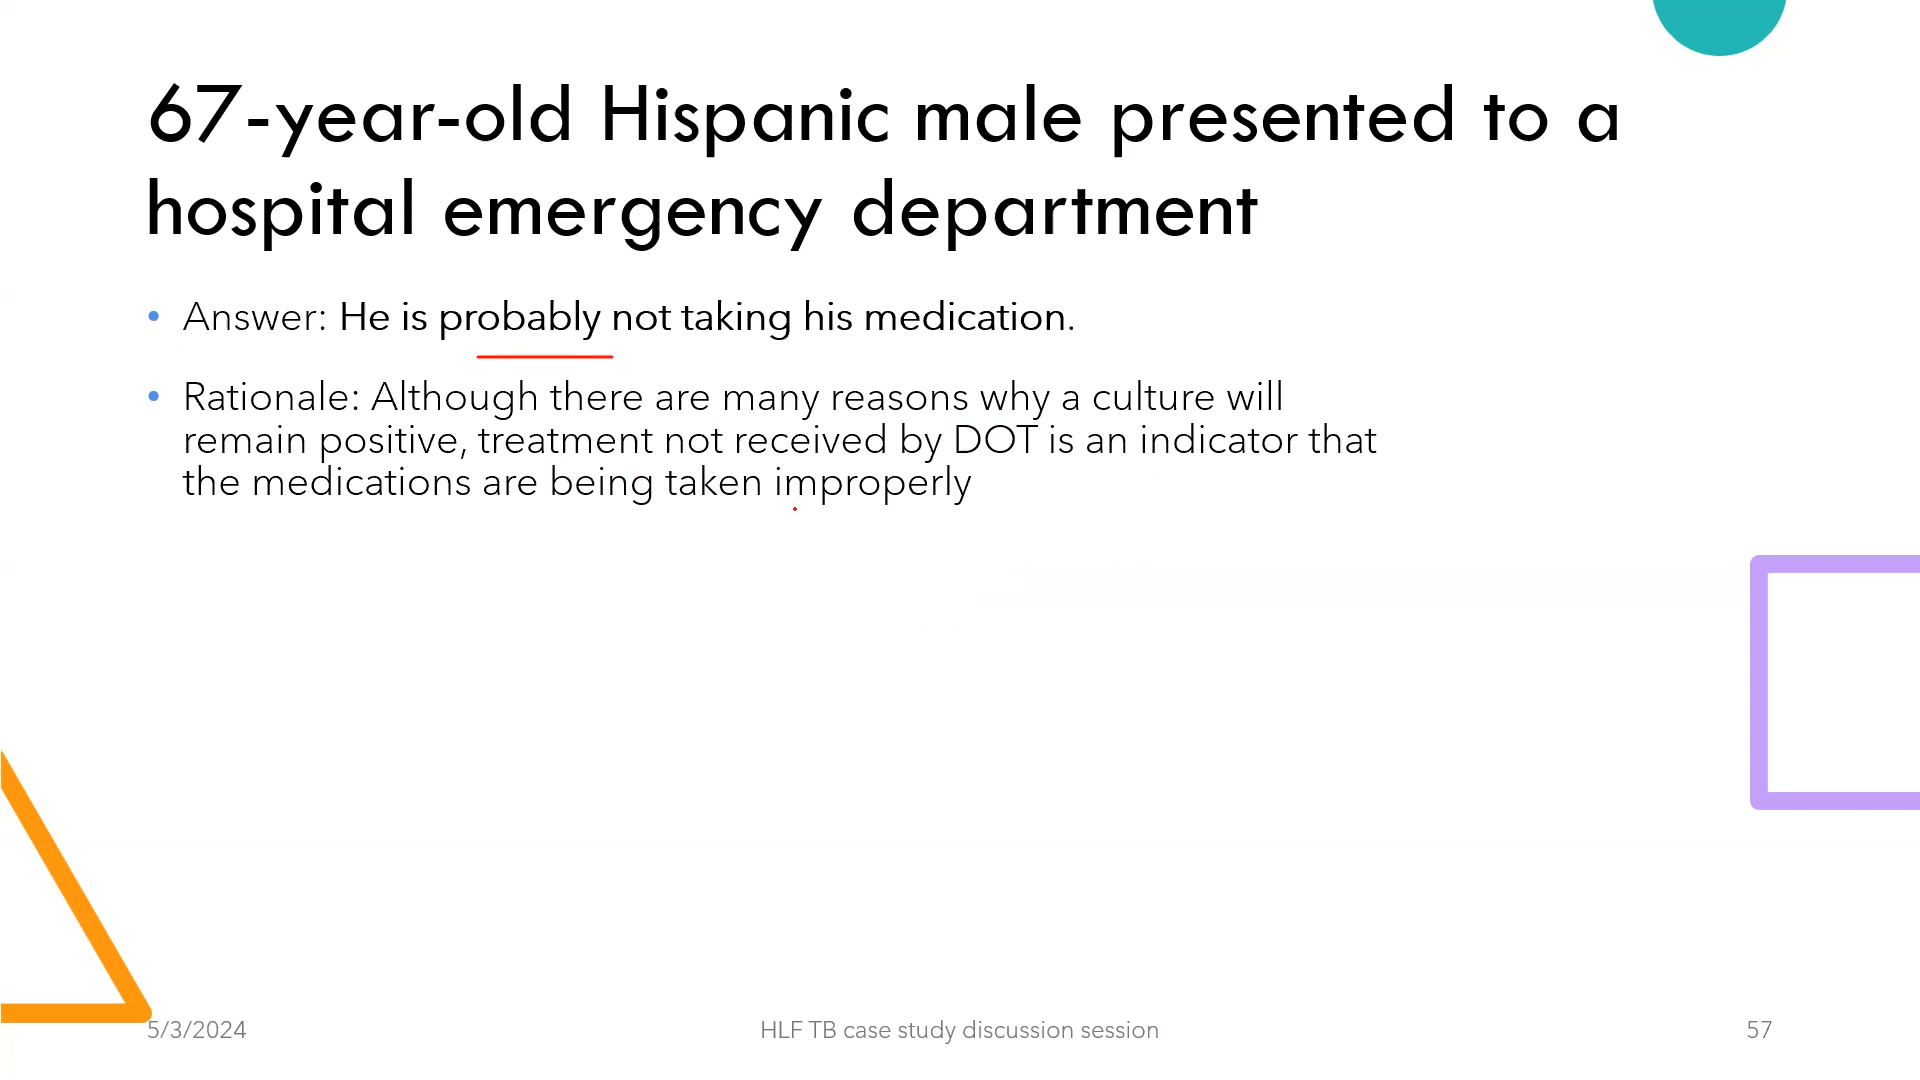 67-year-old Hispanic male presented to a
hospital emergency department
• Answer: He is probably not taking his medication.
• Rationale: Although there are many reasons why a culture will
remain positive, treatment not received by DOT is an indicator that
the medications are being taken improperly
5/3/2024
HLF TB case study discussion session
57